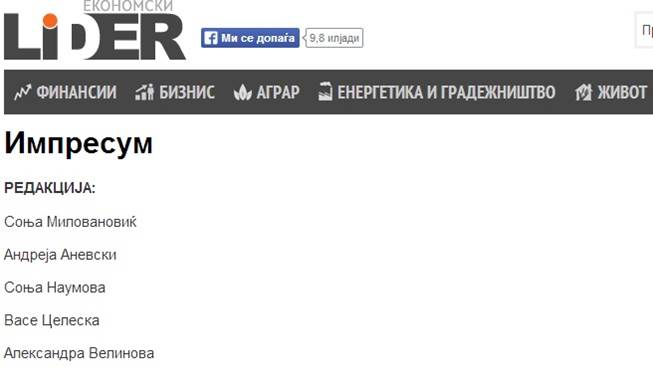 ЕКОНОМСКИ
LiDER
Ми се допаѓа 9,8 илјади
ФИНАНСИИ БИЗНИС АГРАР ЕНЕРГЕТИКА И ГРАДЕЖНИШТВО ЖИВОТ
Импресум
РЕДАКЦИЈА:
Соња Миловановиќ
Андреја Аневски
Соња Наумова
Васе Целеска
Александра Велинова